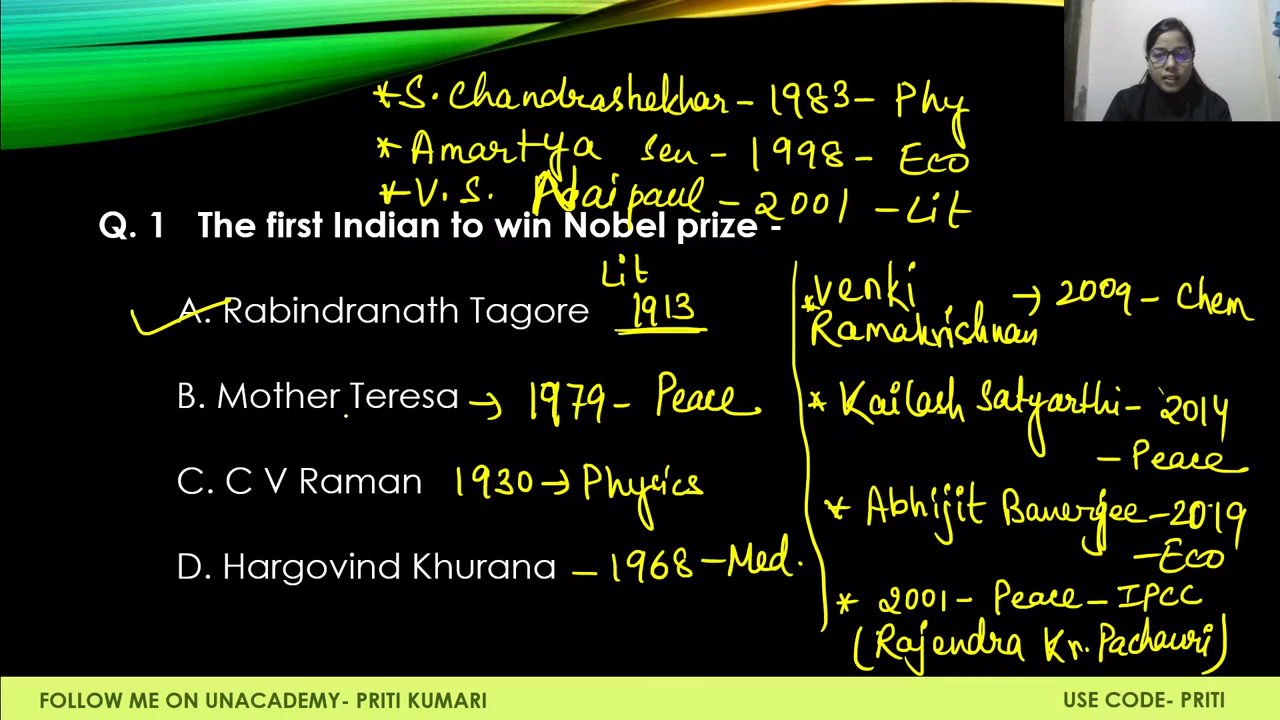 *S. Chandrashekhar - 1983 - Phy
*Amartya Sen - 1998 - Eco
*V. S. Naipaul - 2001 - Lit
Q. 1 The first Indian to win Nobel prize -
Lit
A. Rabindranath Tagore 1913
B. Mother Teresa → 1979 - Peace
C. C V Raman 1930 → Physics
D. Hargovind Khurana - 1968 - Med.
*Venki
Ramakrishnan → 2009 - Chem
* Kailash Satyarthi - 2014
- Peace
* Abhijit Banerjee - 2019
- Eco
* 2001 - Peace - IPCC
(Rajendra Kr. Pachauri)
FOLLOW ME ON UNACADEMY- PRITI KUMARI
USE CODE- PRITI